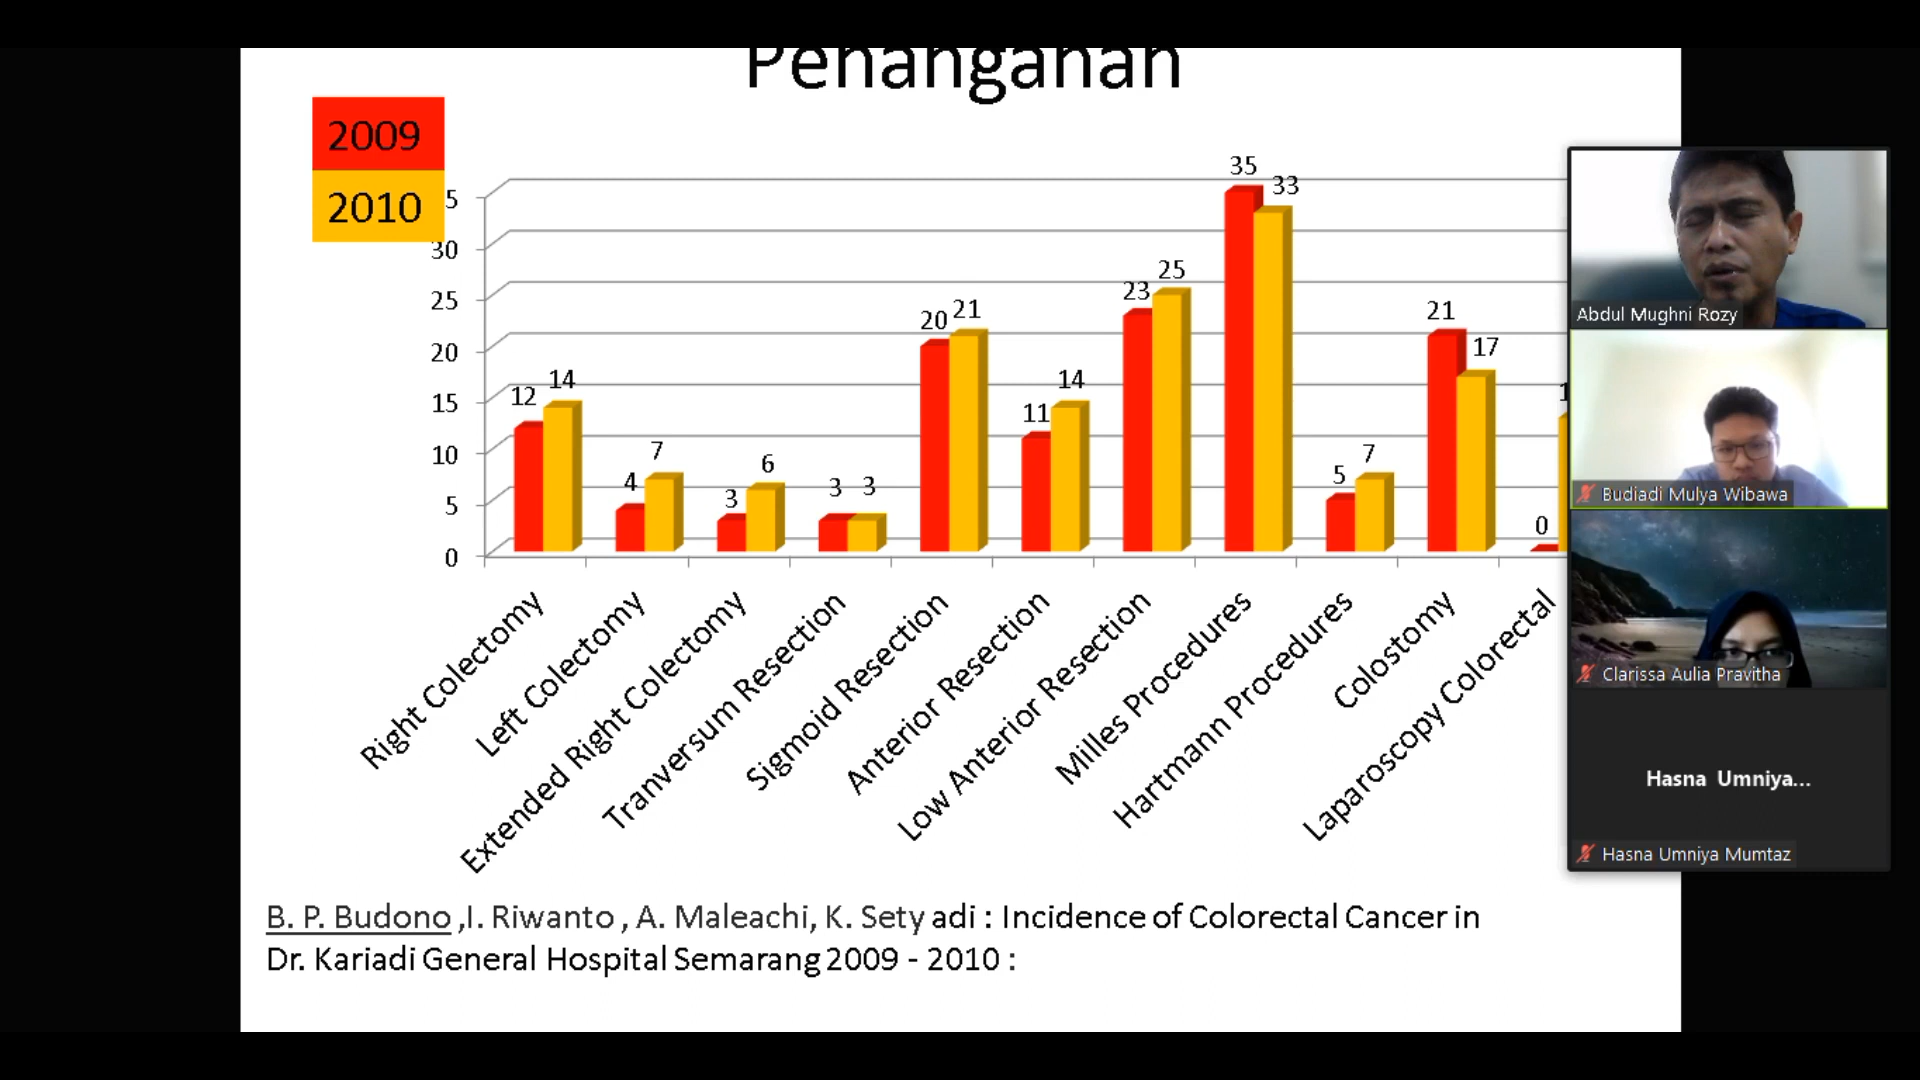 Penanganan
2009
2010
5
30
25
20
15
10
5
0
12
14
4
7
3
6
3
3
20
21
11
14
23
25
35
33
5
7
21
17
0
Right Colectomy
Left Colectomy
Extended Right Colectomy
Tranversum Resection
Sigmoid Resection
Anterior Resection
Low Anterior Resection
Milles Procedures
Hartmann Procedures
Colostomy
Laparoscopy Colorectal
B. P. Budono ,I. Riwanto , A. Maleachi, K. Sety adi : Incidence of Colorectal Cancer in
Dr. Kariadi General Hospital Semarang 2009 - 2010 :
Abdul Mughni Rozy
Budiadi Mulya Wibawa
Clarissa Aulia Pravitha
Hasna Umniya...
Hasna Umniya Mumtaz